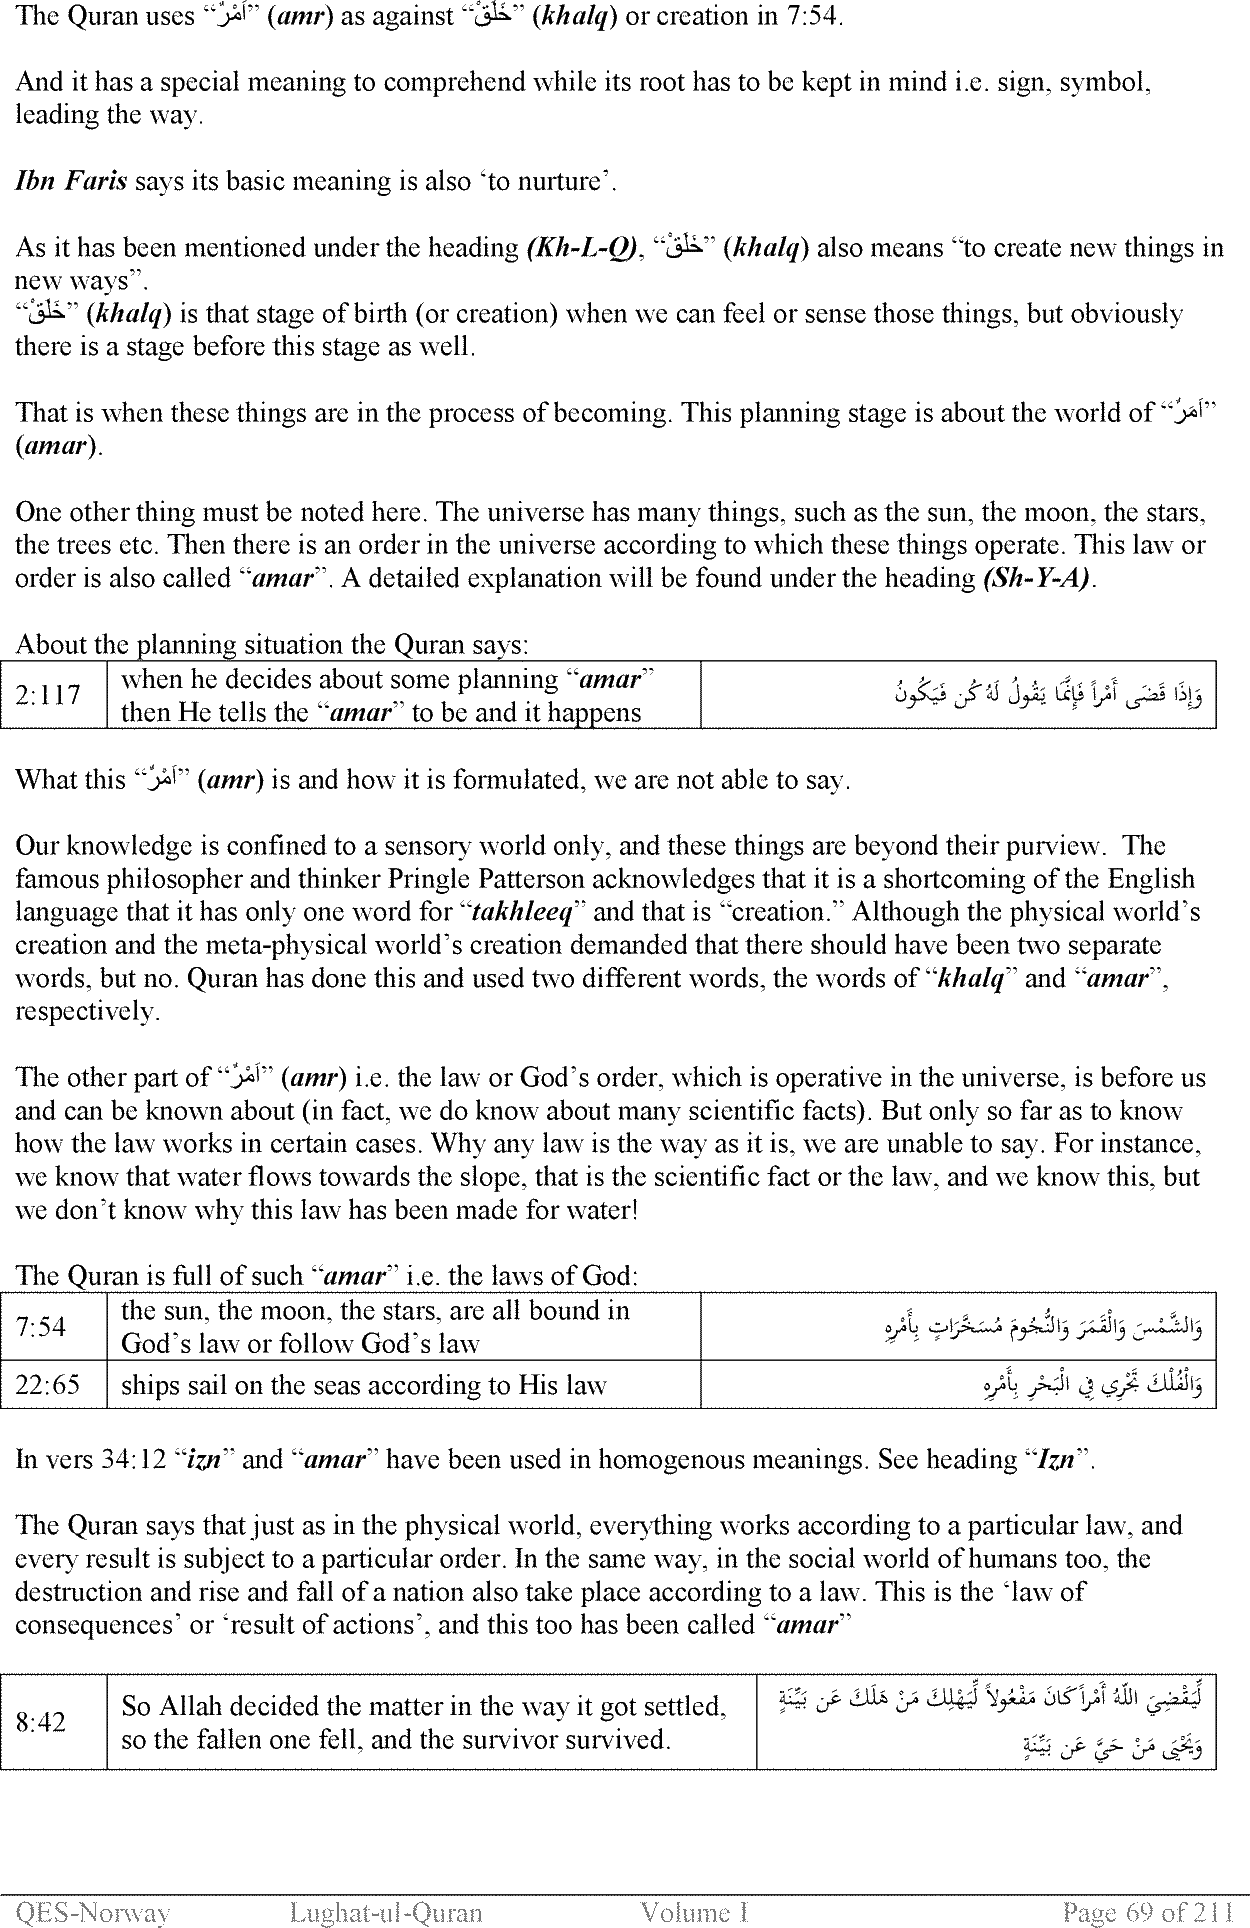 The Quran uses “اَمْرٌ” (amr) as against “خَلَقْ” (khalq) or creation in 7:54.
And it has a special meaning to comprehend while its root has to be kept in mind i.e. sign, symbol,
leading the way.
Ibn Faris says its basic meaning is also ‘to nurture’.
As it has been mentioned under the heading (Kh-L-Q), “خَلَقْ” (khalq) also means “to create new things in
new ways”.
“خَلَقْ” (khalq) is that stage of birth (or creation) when we can feel or sense those things, but obviously
there is a stage before this stage as well.
That is when these things are in the process of becoming. This planning stage is about the world of “اَمَرٌ”
(amar).
One other thing must be noted here. The universe has many things, such as the sun, the moon, the stars,
the trees etc. Then there is an order in the universe according to which these things operate. This law or
order is also called “amar”. A detailed explanation will be found under the heading (Sh-Y-A).
About the planning situation the Quran says:
2:117
when he decides about some planning “amar”
then He tells the “amar” to be and it happens
وَإِذَا قَضَى أَمْراً فَإِنَّمَا يَقُولُ لَهُ كُن فَيَكُونُ
What this “اَمْرٌ” (amr) is and how it is formulated, we are not able to say.
Our knowledge is confined to a sensory world only, and these things are beyond their purview.  The
famous philosopher and thinker Pringle Patterson acknowledges that it is a shortcoming of the English
language that it has only one word for “takhleeq” and that is “creation.” Although the physical world’s
creation and the meta-physical world’s creation demanded that there should have been two separate
words, but no. Quran has done this and used two different words, the words of “khalq” and “amar”,
respectively.
The other part of “اَمْرٌ” (amr) i.e. the law or God’s order, which is operative in the universe, is before us
and can be known about (in fact, we do know about many scientific facts). But only so far as to know
how the law works in certain cases. Why any law is the way as it is, we are unable to say. For instance,
we know that water flows towards the slope, that is the scientific fact or the law, and we know this, but
we don’t know why this law has been made for water!
The Quran is full of such “amar” i.e. the laws of God:
7:54
the sun, the moon, the stars, are all bound in
God’s law or follow God’s law
وَالشَّمْسَ وَالْقَمَرَ وَالنُّجُومَ مُسَخَّرَاتٍ بِأَمْرِهِ
22:65
ships sail on the seas according to His law
وَالْفُلْكَ تَجْرِي فِي الْبَحْرِ بِأَمْرِهِ
In vers 34:12 “izn” and “amar” have been used in homogenous meanings. See heading “Izn”.
The Quran says that just as in the physical world, everything works according to a particular law, and
every result is subject to a particular order. In the same way, in the social world of humans too, the
destruction and rise and fall of a nation also take place according to a law. This is the ‘law of
consequences’ or ‘result of actions’, and this too has been called “amar”
8:42
So Allah decided the matter in the way it got settled,
so the fallen one fell, and the survivor survived.
لِّيَقْضِيَ اللّهُ أَمْراً كَانَ مَفْعُولاً لِّيَهْلِكَ مَنْ هَلَكَ عَن بَيِّنَةٍ
وَيَحْيَى مَنْ حَيَّ عَن بَيِّنَةٍ
QES-Norway Lughat-ul-Quran Volume I Page 69 of 211